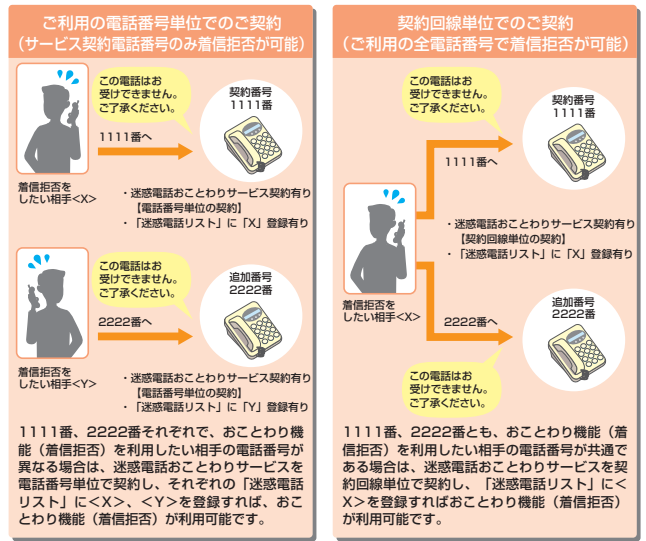 ご利用の電話番号単位でのご契約
（サービス契約電話番号のみ着信拒否が可能）
この電話はお
受けできません。
ご了承ください。
契約番号
1111番
1111番へ
着信拒否を
したい相手<X>
・迷惑電話おことわりサービス契約有り
【電話番号単位の契約】
・「迷惑電話リスト」に「X」登録有り
この電話はお
受けできません。
ご了承ください。
追加番号
2222番
2222番へ
着信拒否を
したい相手<Y>
・迷惑電話おことわりサービス契約有り
【電話番号単位の契約】
・「迷惑電話リスト」に「Y」登録有り
1111番、2222番それぞれで、おことわり機
能（着信拒否）を利用したい相手の電話番号が
異なる場合は、迷惑電話おことわりサービスを
電話番号単位で契約し、それぞれの「迷惑電話
リスト」に＜X＞、＜Y＞を登録すれば、おこ
とわり機能（着信拒否）が利用可能です。
契約回線単位でのご契約
（ご利用の全電話番号で着信拒否が可能）
この電話はお
受けできません。
ご了承ください。
契約番号
1111番
1111番へ
・迷惑電話おことわりサービス契約有り
【契約回線単位の契約】
・「迷惑電話リスト」に「X」登録有り
着信拒否を
したい相手<X>
2222番へ
追加番号
2222番
この電話はお
受けできません。
ご了承ください。
1111番、2222番とも、おことわり機能（着
信拒否）を利用したい相手の電話番号が共通で
ある場合は、迷惑電話おことわりサービスを契
約回線単位で契約し、「迷惑電話リスト」に＜
X＞を登録すればおことわり機能（着信拒否）
が利用可能です。